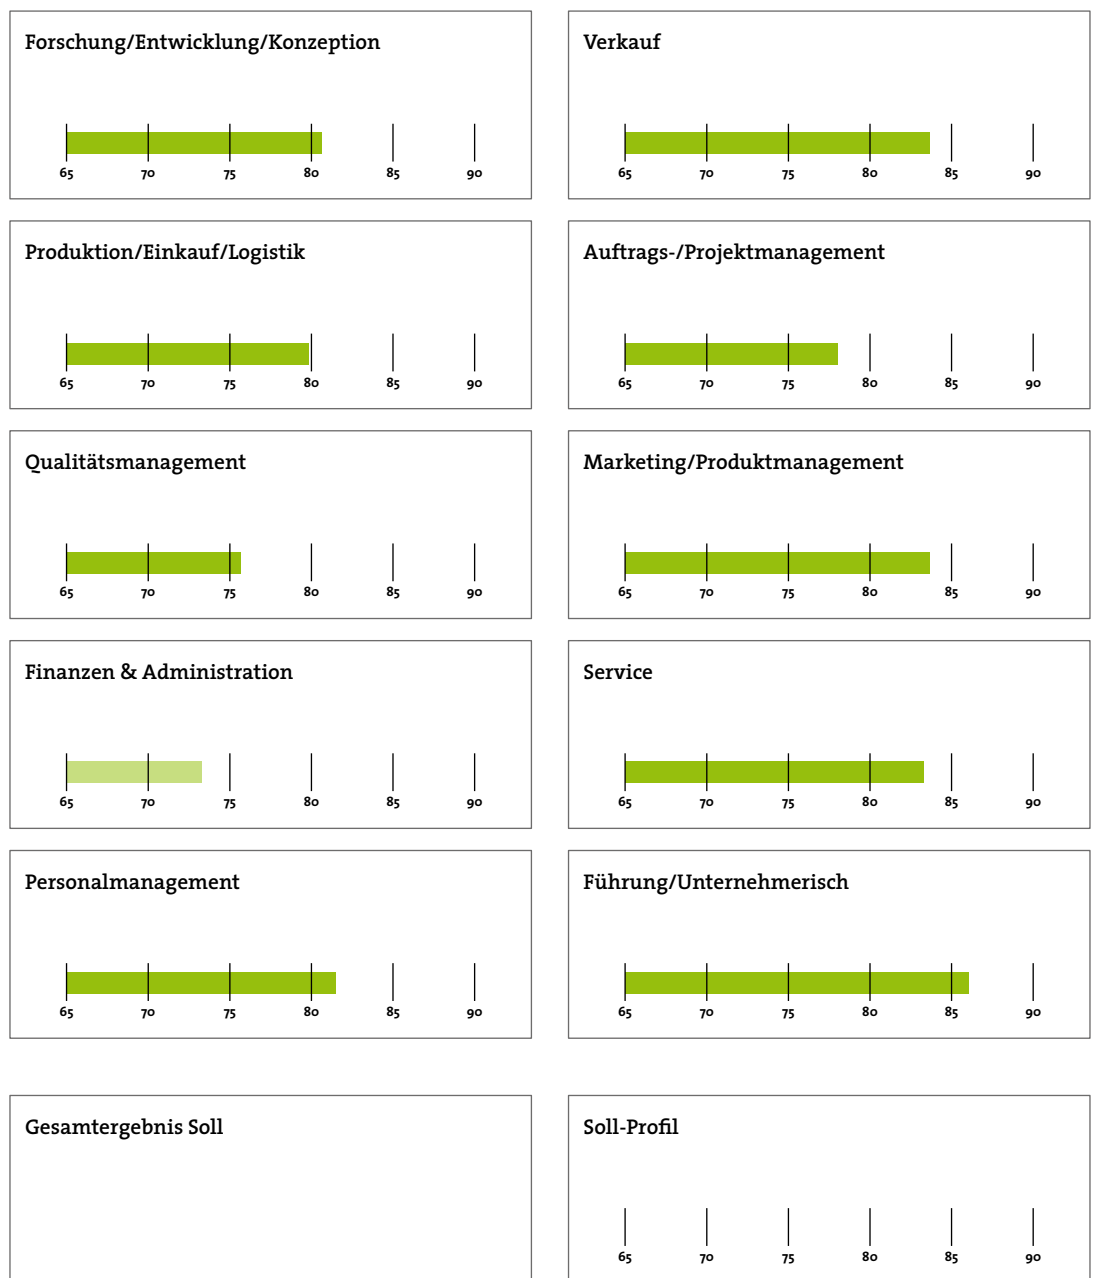 Forschung/Entwicklung/Konzeption
65 70 75 80 85 90
Verkauf
65 70 75 80 85 90
Produktion/Einkauf/Logistik
65 70 75 80 85 90
Auftrags-/Projektmanagement
65 70 75 80 85 90
Qualitätsmanagement
65 70 75 80 85 90
Marketing/Produktmanagement
65 70 75 80 85 90
Finanzen & Administration
65 70 75 80 85 90
Service
65 70 75 80 85 90
Personalmanagement
65 70 75 80 85 90
Führung/Unternehmerisch
65 70 75 80 85 90
Gesamtergebnis Soll
Soll-Profil
65 70 75 80 85 90